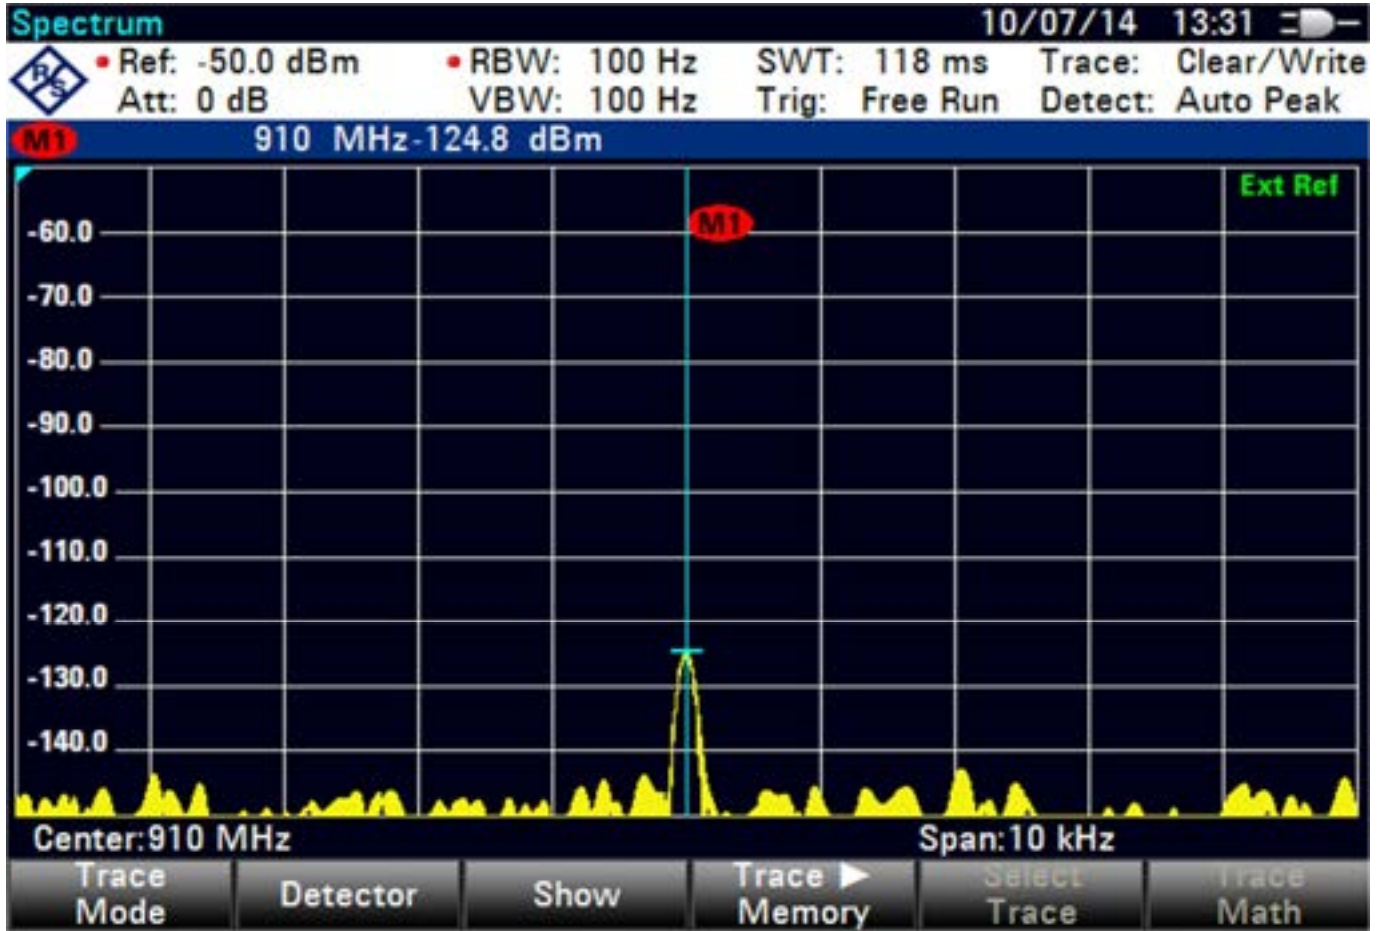 Spectrum 10/07/14 13:31
Ref: -50.0 dBm RBW: 100 Hz SWT: 118 ms Trace: Clear/Write
Att: 0 dB VBW: 100 Hz Trig: Free Run Detect: Auto Peak
R&S
M1 910 MHz -124.8 dBm
Ext Ref
M1
-60.0
-70.0
-80.0
-90.0
-100.0
-110.0
-120.0
-130.0
-140.0
Center:910 MHz Span:10 kHz
Trace Mode
Detector
Show
Trace Memory
Select Trace
Trace Math